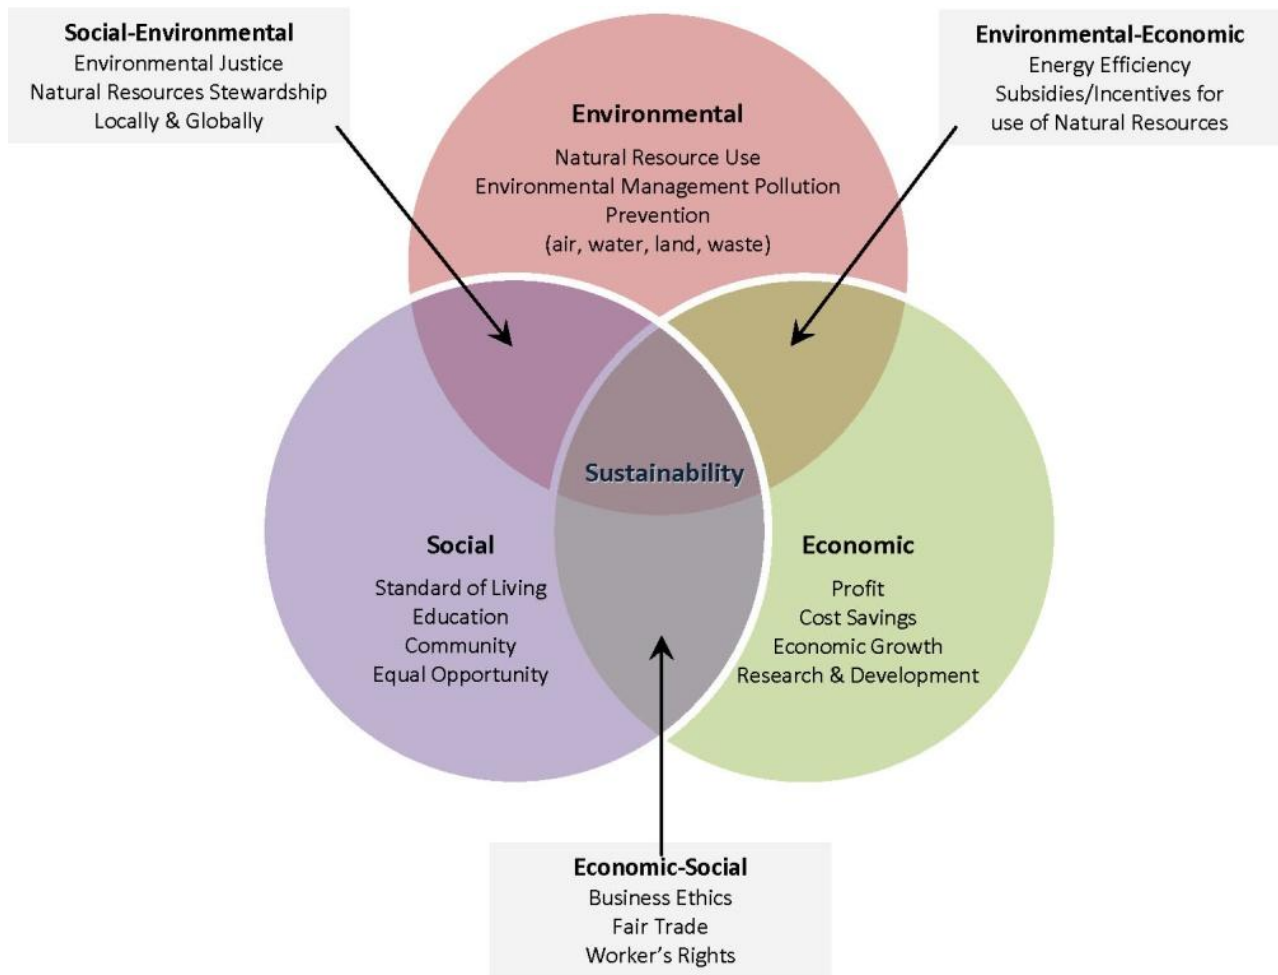 Social-Environmental
Environmental Justice
Natural Resources Stewardship
Locally & Globally
Environmental-Economic
Energy Efficiency
Subsidies/Incentives for
use of Natural Resources
Environmental
Natural Resource Use
Environmental Management Pollution
Prevention
(air, water, land, waste)
Sustainability
Social
Standard of Living
Education
Community
Equal Opportunity
Economic
Profit
Cost Savings
Economic Growth
Research & Development
Economic-Social
Business Ethics
Fair Trade
Worker’s Rights